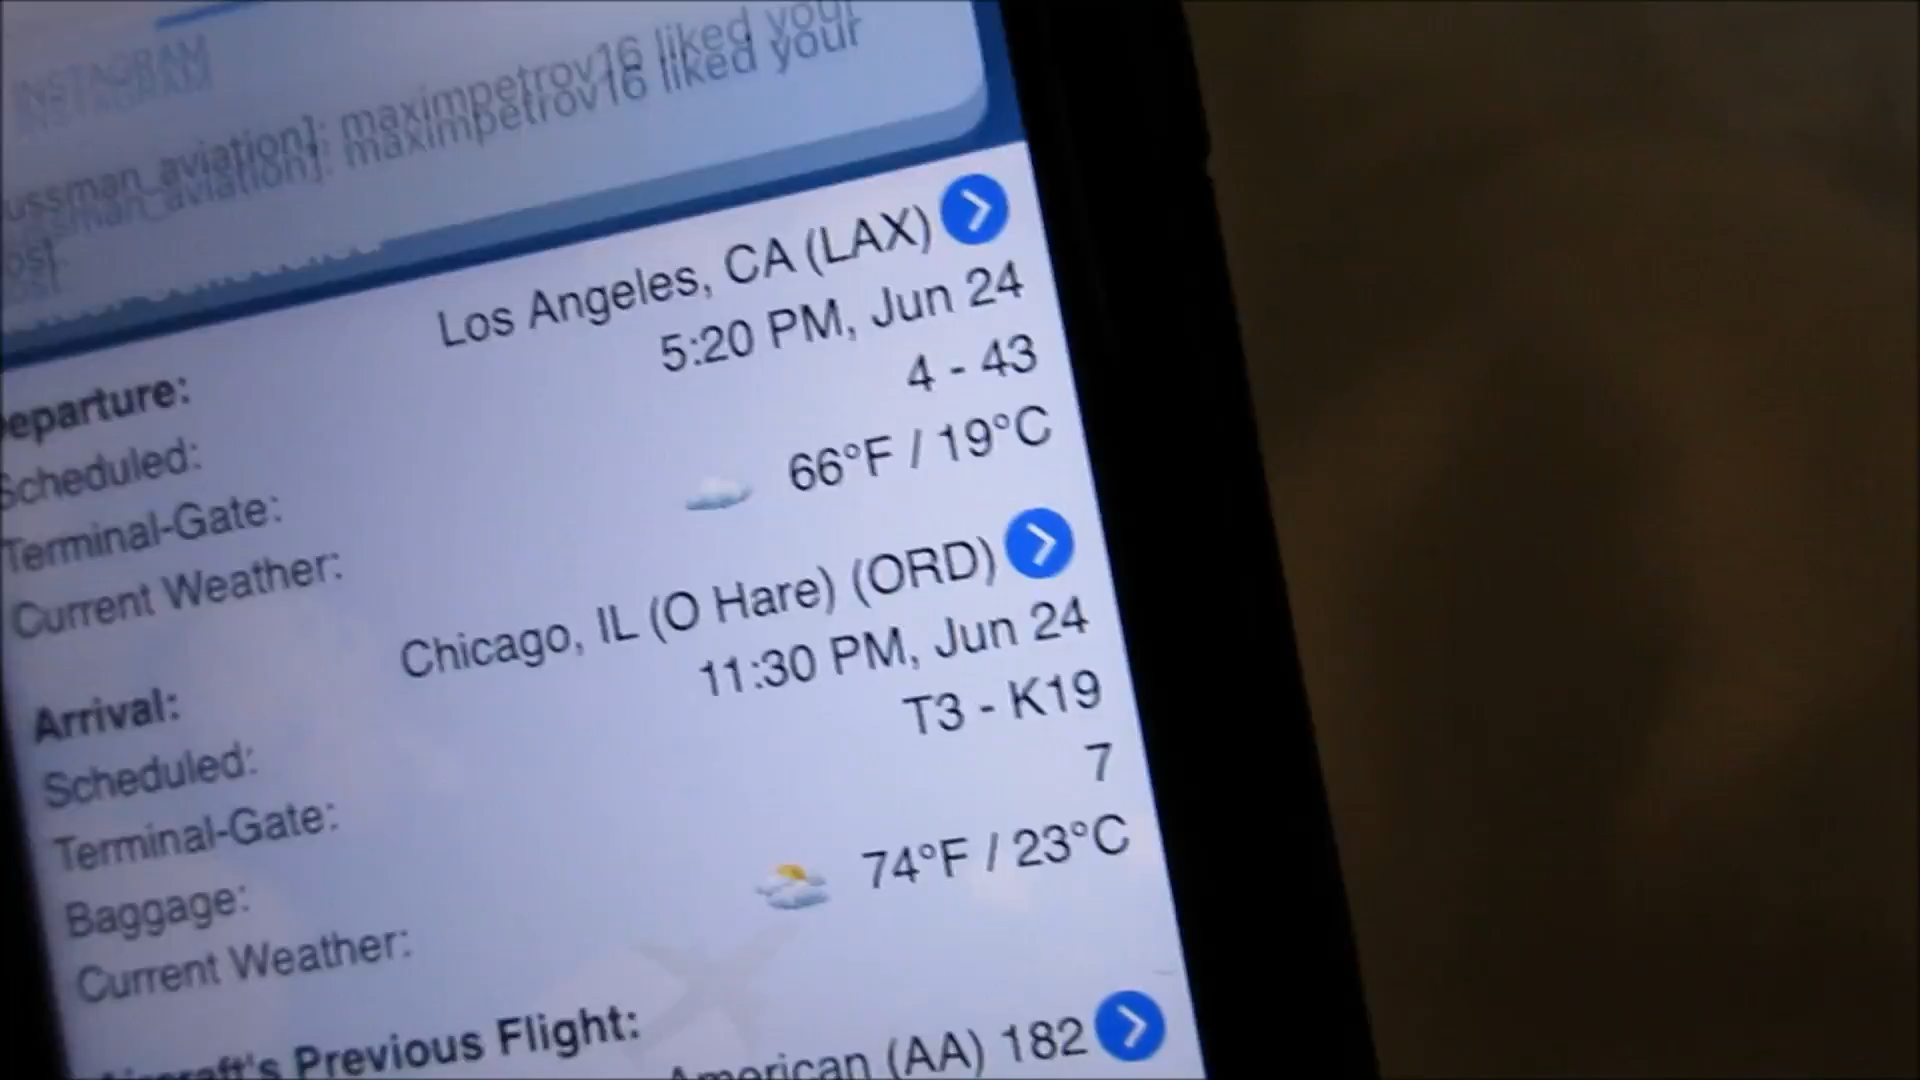 INSTAGRAM
ussman_aviation]: maximpetrov16 liked your
Departure: Los Angeles, CA (LAX)
Scheduled: 5:20 PM, Jun 24
Terminal-Gate: 4 - 43
Current Weather: 66°F / 19°C
Arrival: Chicago, IL (O Hare) (ORD)
Scheduled: 11:30 PM, Jun 24
Terminal-Gate: T3 - K19
Baggage: 7
Current Weather: 74°F / 23°C
Aircraft's Previous Flight: American (AA) 182